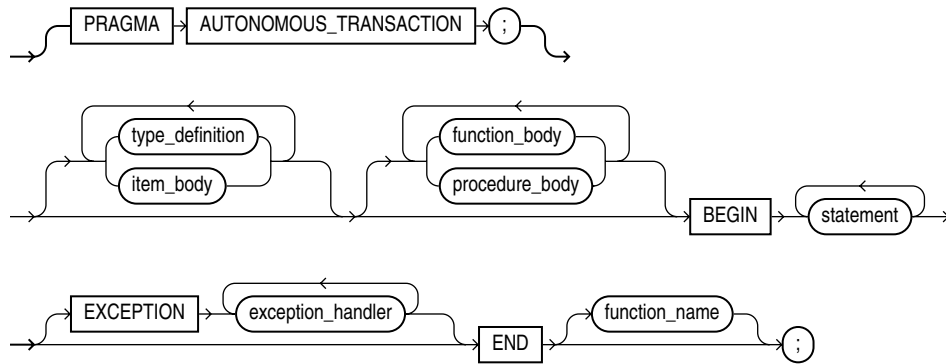 PRAGMA AUTONOMOUS_TRANSACTION ;
type_definition function_body
item_body procedure_body
BEGIN statement
EXCEPTION exception_handler function_name
END ;